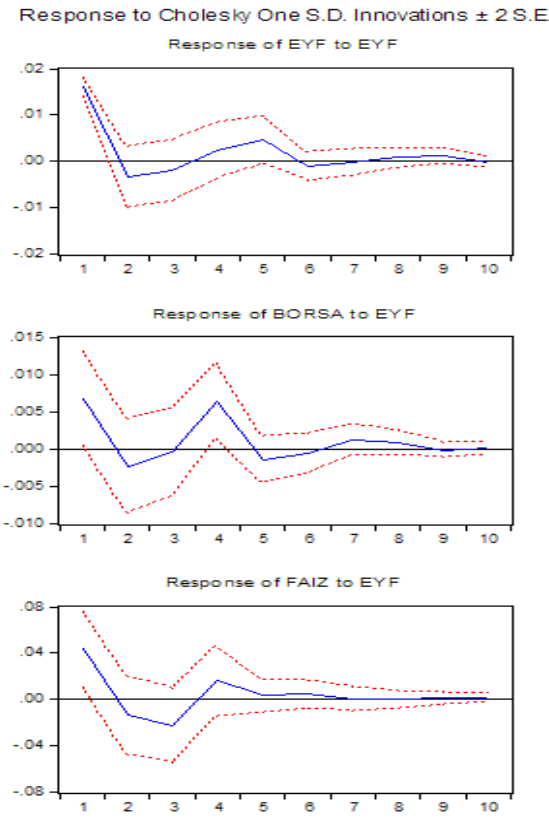 Response to Cholesky One S.D. Innovations ± 2 S.E.
Response of EYF to EYF
.02
.01
.00
-.01
-.02
1 2 3 4 5 6 7 8 9 10
Response of BORSA to EYF
.015
.010
.005
.000
-.005
-.010
1 2 3 4 5 6 7 8 9 10
Response of FAIZ to EYF
.08
.04
.00
-.04
-.08
1 2 3 4 5 6 7 8 9 10